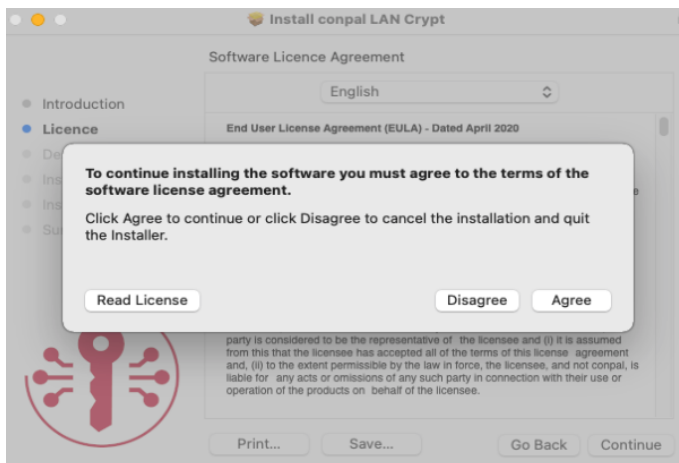 Install conpal LAN Crypt
Software Licence Agreement
English
Introduction
Licence
De
Ins
Ins
Su
End User License Agreement (EULA) - Dated April 2020
To continue installing the software you must agree to the terms of the
software license agreement.
Click Agree to continue or click Disagree to cancel the installation and quit
the Installer.
Read License
Disagree
Agree
party is considered to be the representative of the licensee and (i) it is assumed
from this that the licensee has accepted all of the terms of this license agreement
and, (ii) to the extent permissible by the law in force, the licensee, and not conpal, is
liable for any acts or omissions of any such party in connection with their use or
operation of the products on behalf of the licensee.
Print...
Save...
Go Back
Continue